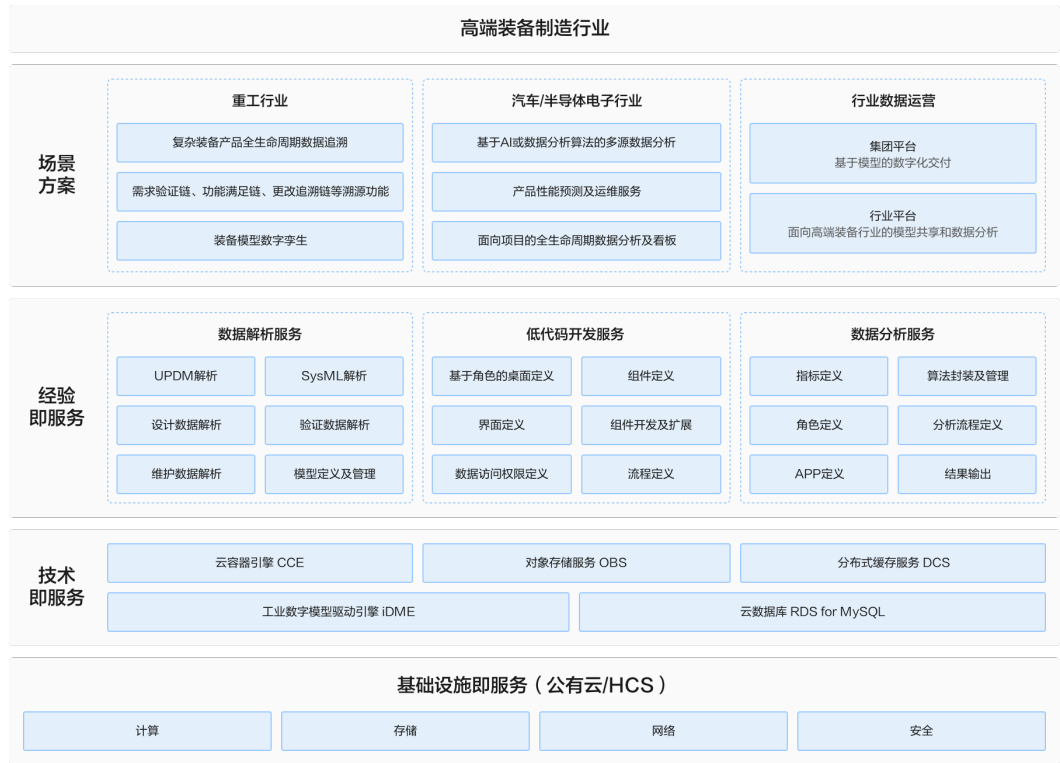 高端装备制造行业
场景
方案
重工行业
复杂装备产品全生命周期数据追溯
需求验证链、功能满足链、更改追溯链等溯源功能
装备模型数字孪生
汽车/半导体电子行业
基于AI或数据分析算法的多源数据分析
产品性能预测及运维服务
面向项目的全生命周期数据分析及看板
行业数据运营
集团平台
基于模型的数字化交付
行业平台
面向高端装备行业的模型共享和数据分析
经验
即服务
数据解析服务
UPDM解析
SysML解析
设计数据解析
验证数据解析
维护数据解析
模型定义及管理
低代码开发服务
基于角色的桌面定义
组件定义
界面定义
组件开发及扩展
数据访问权限定义
流程定义
数据分析服务
指标定义
算法封装及管理
角色定义
分析流程定义
APP定义
结果输出
技术
即服务
云容器引擎 CCE
对象存储服务 OBS
分布式缓存服务 DCS
工业数字模型驱动引擎 iDME
云数据库 RDS for MySQL
基础设施即服务（公有云/HCS）
计算
存储
网络
安全